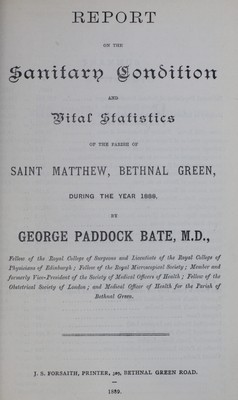 REPORT
ON THE
Sanitary Condition
AND
Vital Statistics
OF THE PARISH OF
SAINT MATTHEW, BETHNAL GREEN,
DURING THE YEAR 1888,
BY
GEORGE PADDOCK BATE, M.D.,
Fellow of the Royal College of Surgeons and Licentiate of the Royal College of
Physicians of Edinburgh; Fellow of the Royal Microscopical Society; Member and
formerly Vice-President of the Society of Medical Officers of Health; Fellow of the
Obstetrical Society of London; and Medical Officer of Health for the Parish of
Bethnal Green.
J. S. FORSAITH, PRINTER, BETHNAL GREEN ROAD.
1889.